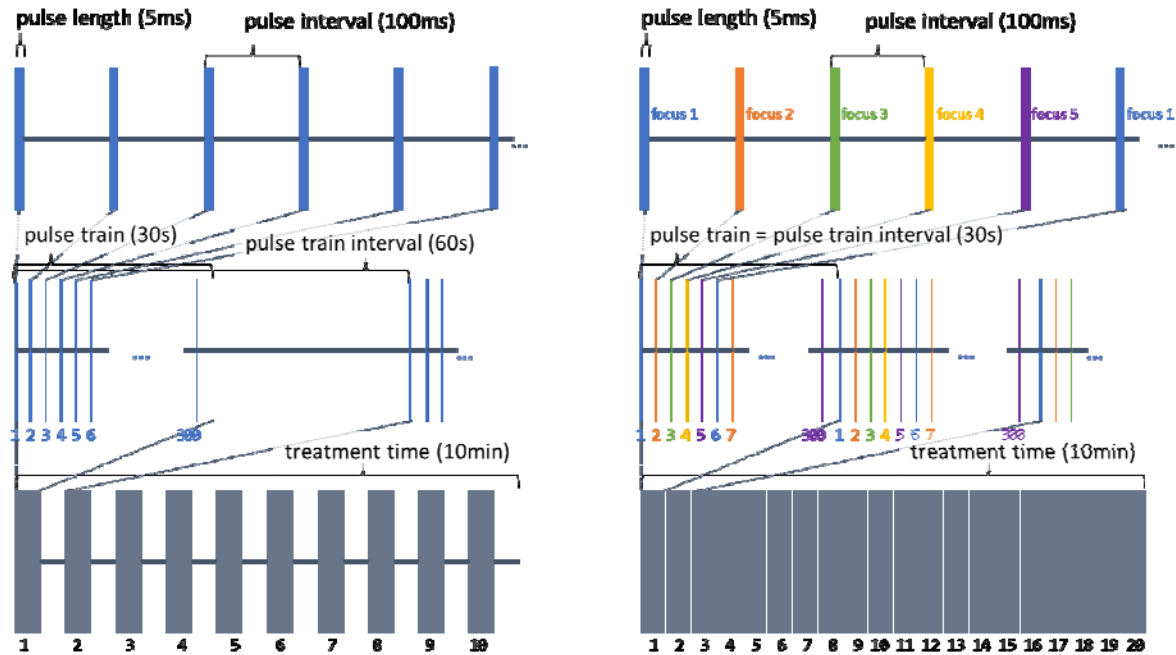 pulse length (5ms)
pulse interval (100ms)
...
pulse train (30s)
pulse train interval (60s)
...
...
1 2 3 4 5 6 300
treatment time (10min)
1 2 3 4 5 6 7 8 9 10
pulse length (5ms)
pulse interval (100ms)
focus 1 focus 2 focus 3 focus 4 focus 5 focus 1
...
pulse train = pulse train interval (30s)
...
...
...
1 2 3 4 5 6 7 300 1 2 3 4 5 6 7 300
treatment time (10min)
1 2 3 4 5 6 7 8 9 10 11 12 13 14 15 16 17 18 19 20